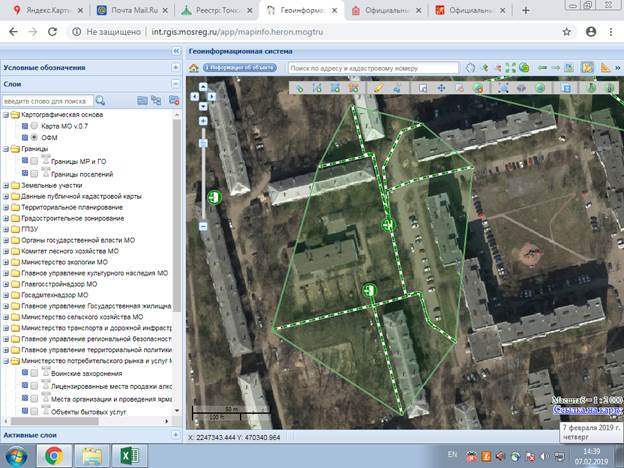 Яндекс.Карты
Почта Mail.Ru
Реестр: Точки
Геоинформац
Официальный
Официальный
Не защищено | int.rgis.mosreg.ru/app/mapinfo.heron.mogtru
Геоинформационная система
Условные обозначения
Информация об объекте
Поиск по адресу и кадастровому номеру
Слои
введите слово для поиска
Картографическая основа
Карта МО v.0.7
ОФМ
Границы
Границы МР и ГО
Границы поселений
Земельные участки
Данные публичной кадастровой карты
Территориальное планирование
Градостроительное зонирование
ГПЗУ
Органы государственной власти МО
Комитет лесного хозяйства МО
Министерство экологии МО
Главное управление культурного наследия МО
Главгосстройнадзор МО
Госадмтехнадзор МО
Главное управление Государственная жилищна
Министерство сельского хозяйства МО
Министерство транспорта и дорожной инфрастр
Главное управление региональной безопасност
Главное управление территориальной политики
Министерство потребительского рынка и услуг М
Воинские захоронения
Лицензированные места продажи алко
Места организации и проведения ярма
Объекты бытовых услуг
Активные слои
50 m
100 ft
Масштаб = 1 : 2 000
Ссылка на карту
X: 2247343.444 Y: 470340.964
7 февраля 2019 г.
четверг
EN
14:39
07.02.2019